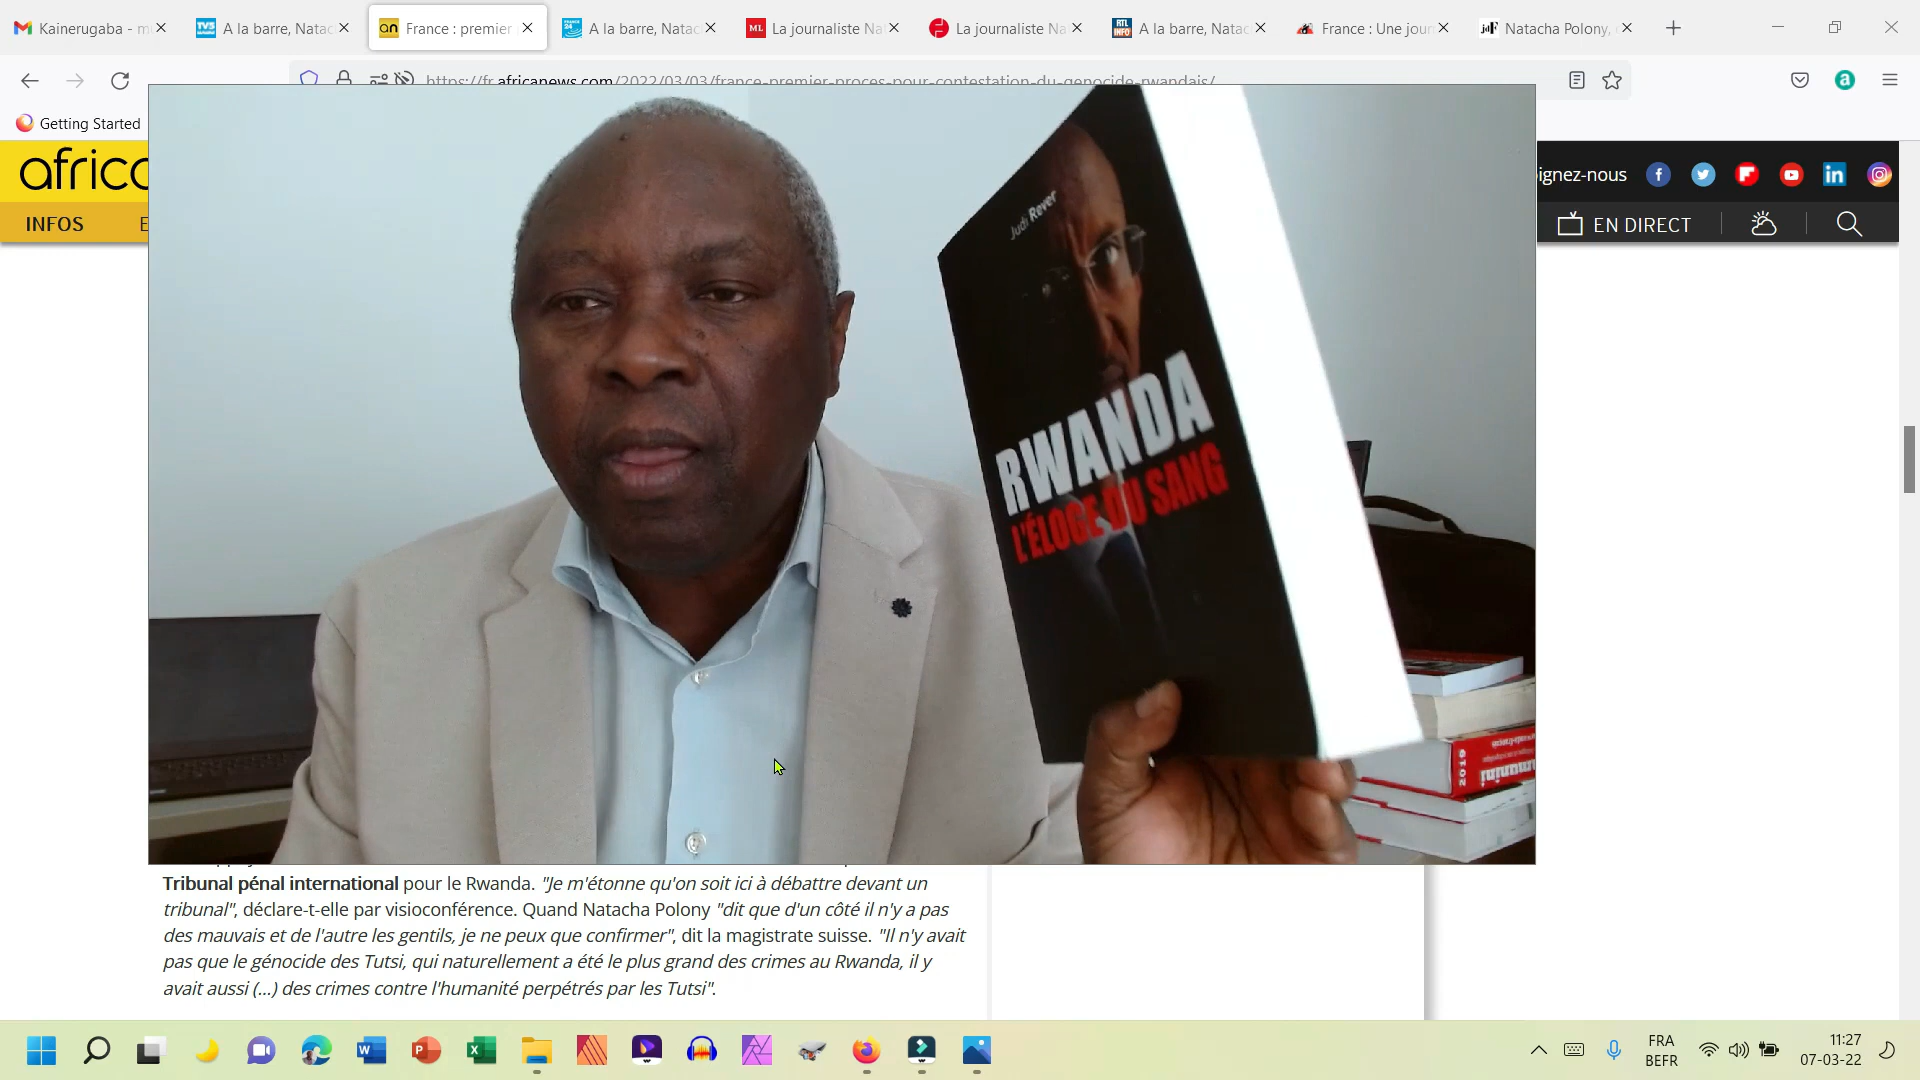 Kainerugaba - m
A la barre, Natac
France : premier
A la barre, Natac
La journaliste Na
La journaliste Na
A la barre, Natac
France : Une jour
Natacha Polony,
https://fr.africanews.com/2022/03/03/france-premier-proces-pour-contestation-du-genocide-rwandais/
Getting Started
africa
ignez-nous
INFOS
E
EN DIRECT
Judi Rever
RWANDA
L'ÉLOGE DU SANG
2019
Tribunal pénal international pour le Rwanda. "Je m'étonne qu'on soit ici à débattre devant un
tribunal", déclare-t-elle par visioconférence. Quand Natacha Polony "dit que d'un côté il n'y a pas
des mauvais et de l'autre les gentils, je ne peux que confirmer", dit la magistrate suisse. "Il n'y avait
pas que le génocide des Tutsi, qui naturellement a été le plus grand des crimes au Rwanda, il y
avait aussi (...) des crimes contre l'humanité perpétrés par les Tutsi".
FRA
BEFR
11:27
07-03-22